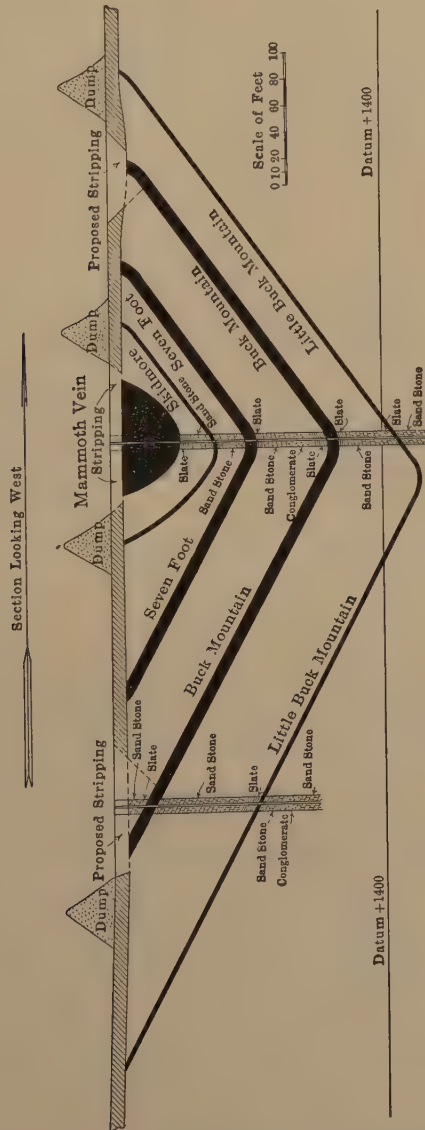 Section Looking West
Mammoth Vein
Stripping
Dump
Dump
Dump
Dump
Proposed Stripping
Proposed Stripping
Sand Stone
Slate
Sand Stone
Slate
Sand Stone
Sand Stone
Conglomerate
Skidmore
Seven Foot
Seven Foot
Buck Mountain
Buck Mountain
Little Buck Mountain
Little Buck Mountain
Slate
Sand Stone
Sand Stone
Slate
Sand Stone
Conglomerate
Slate
Slate
Sand Stone
Slate
Sand Stone
Scale of Feet
0 10 20 40 60 80 100
Datum+1400
Datum+1400